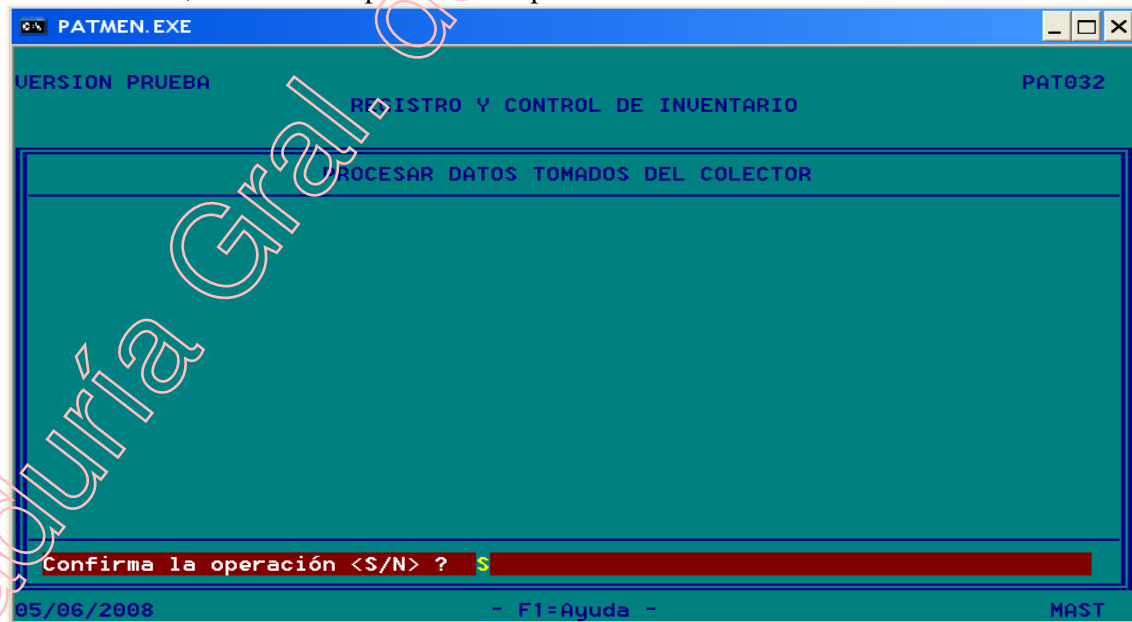 PATMEN.EXE
VERSION PRUEBA PAT032
REGISTRO Y CONTROL DE INVENTARIO
PROCESAR DATOS TOMADOS DEL COLECTOR
Confirma la operación <S/N> ? S
05/06/2008 - F1=Ayuda - MAST
aduría Gral.